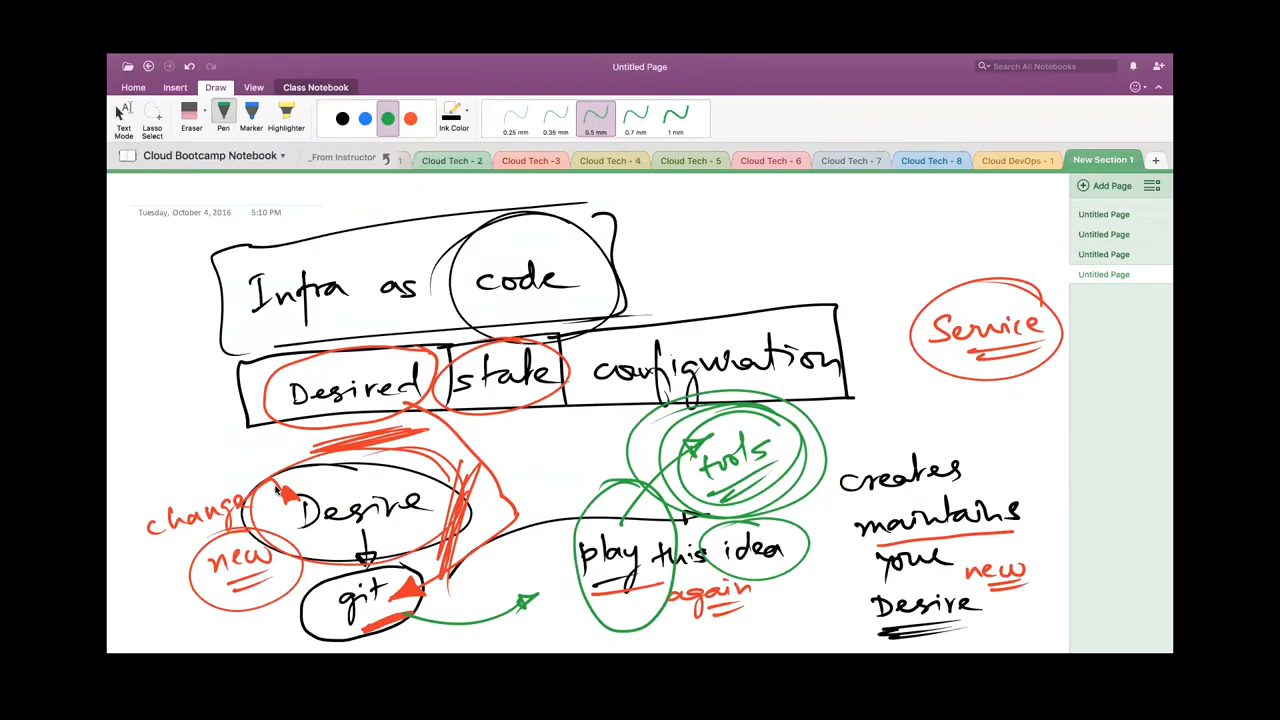 Untitled Page
Search All Notebooks
Home Insert Draw View Class Notebook
Text Mode
Lasso Select
Eraser
Pen
Marker
Highlighter
Ink Color
0.25 mm
0.35 mm
0.5 mm
0.7 mm
1 mm
Cloud Bootcamp Notebook
_From Instructor
1
Cloud Tech - 2
Cloud Tech -3
Cloud Tech - 4
Cloud Tech - 5
Cloud Tech - 6
Cloud Tech - 7
Cloud Tech - 8
Cloud DevOps - 1
New Section 1
Add Page
Untitled Page
Untitled Page
Untitled Page
Untitled Page
Tuesday, October 4, 2016 5:10 PM
Infra as code
Service
Desired state configuration
tools
change
Desire
new
git
play this idea
again
creates
maintains
your
new
Desire